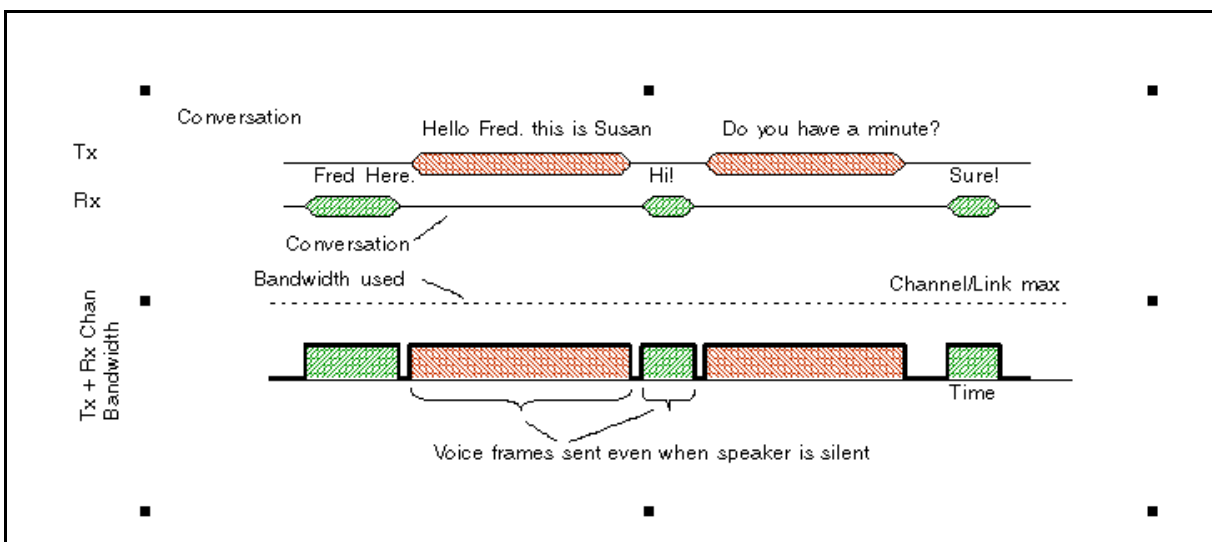 Conversation
Hello Fred. this is Susan
Do you have a minute?
Tx
Fred Here.
Hi!
Sure!
Rx
Conversation
Bandwidth used
Channel/Link max
Tx + Rx Chan
Bandwidth
Time
Voice frames sent even when speaker is silent